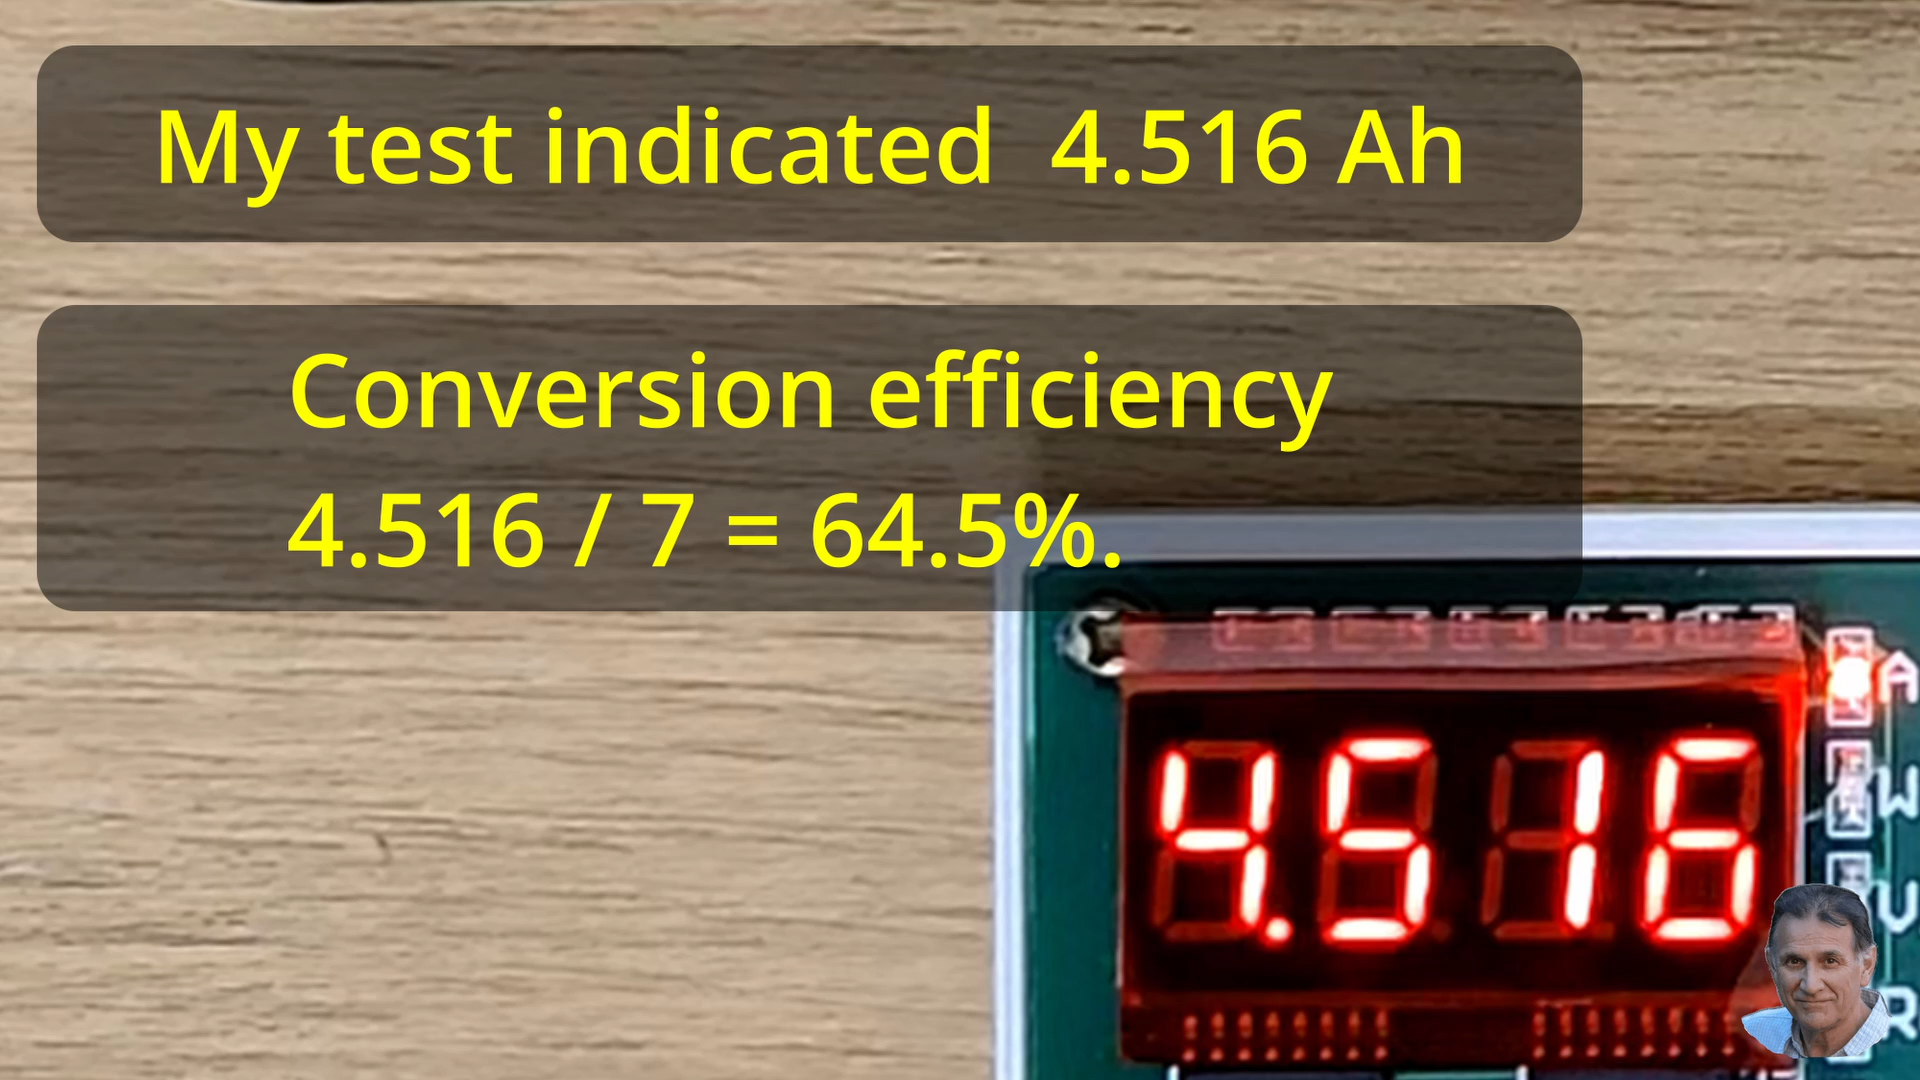 My test indicated  4.516 Ah
Conversion efficiency
4.516 / 7 = 64.5%.
A
4.516
W
V
R